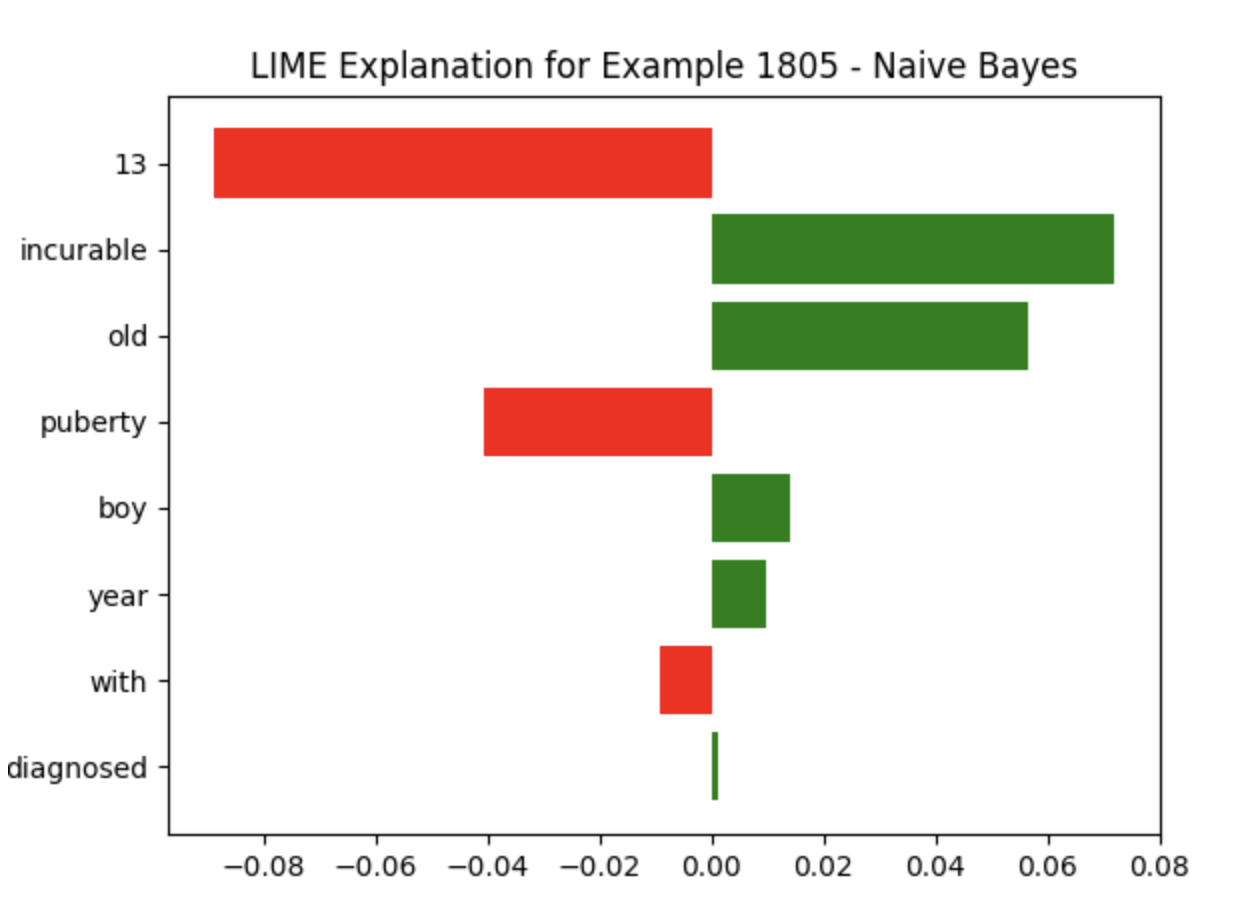 LIME Explanation for Example 1805 - Naive Bayes
13
incurable
old
puberty
boy
year
with
diagnosed
−0.08 −0.06 −0.04 −0.02 0.00 0.02 0.04 0.06 0.08